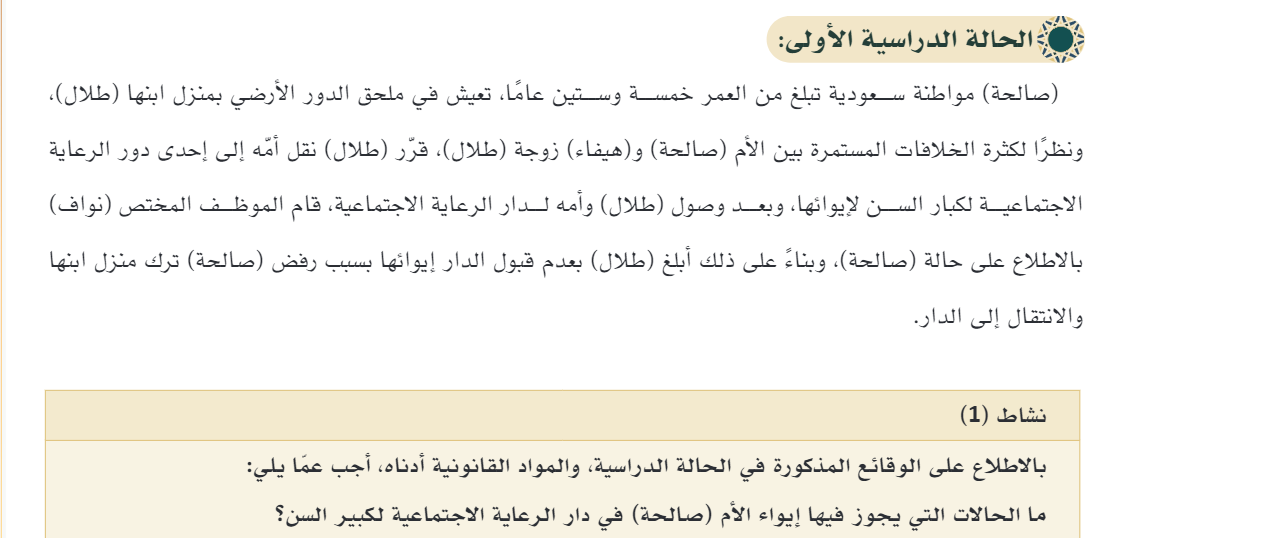 الحالة الدراسية الأولى:
(صالحة) مواطنة سـعودية تبلغ من العمر خمسـة وسـتين عامًا، تعيش في ملحق الدور الأرضي بمنزل ابنها (طلال)،
ونظرًا لكثرة الخلافات المستمرة بين الأم (صالحة) و(هيفاء) زوجة (طلال)، قرّر (طلال) نقل أمّه إلى إحدى دور الرعاية
الاجتماعيـة لكبار السـن لإيوائها، وبعـد وصول (طلال) وأمه لـدار الرعاية الاجتماعية، قام الموظـف المختص (نواف)
بالاطلاع على حالة (صالحة)، وبناءً على ذلك أبلغ (طلال) بعدم قبول الدار إيوائها بسبب رفض (صالحة) ترك منزل ابنها
والانتقال إلى الدار.
نشاط (1)
بالاطلاع على الوقائع المذكورة في الحالة الدراسية، والمواد القانونية أدناه، أجب عمّا يلي:
ما الحالات التي يجوز فيها إيواء الأم (صالحة) في دار الرعاية الاجتماعية لكبير السن؟